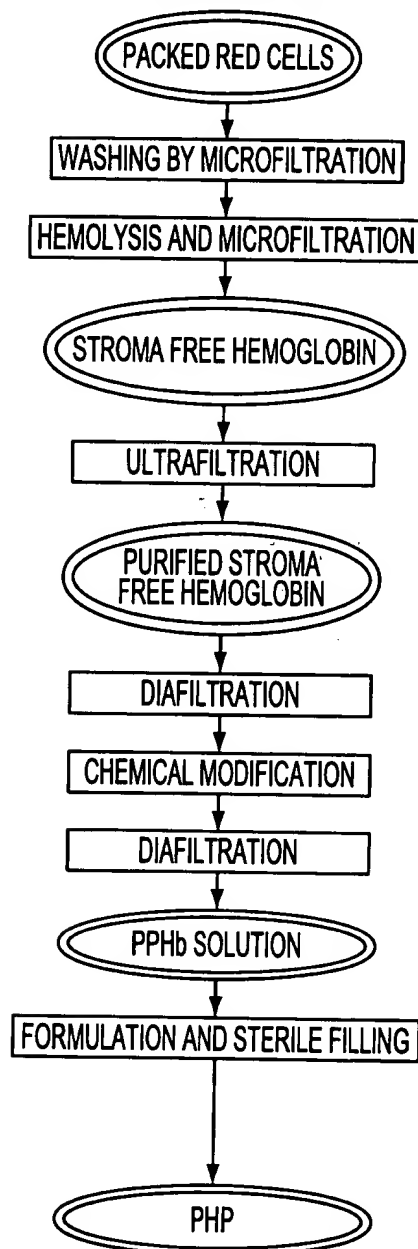 PACKED RED CELLS
WASHING BY MICROFILTRATION
HEMOLYSIS AND MICROFILTRATION
STROMA FREE HEMOGLOBIN
ULTRAFILTRATION
PURIFIED STROMA
FREE HEMOGLOBIN
DIAFILTRATION
CHEMICAL MODIFICATION
DIAFILTRATION
PPHb SOLUTION
FORMULATION AND STERILE FILLING
PHP